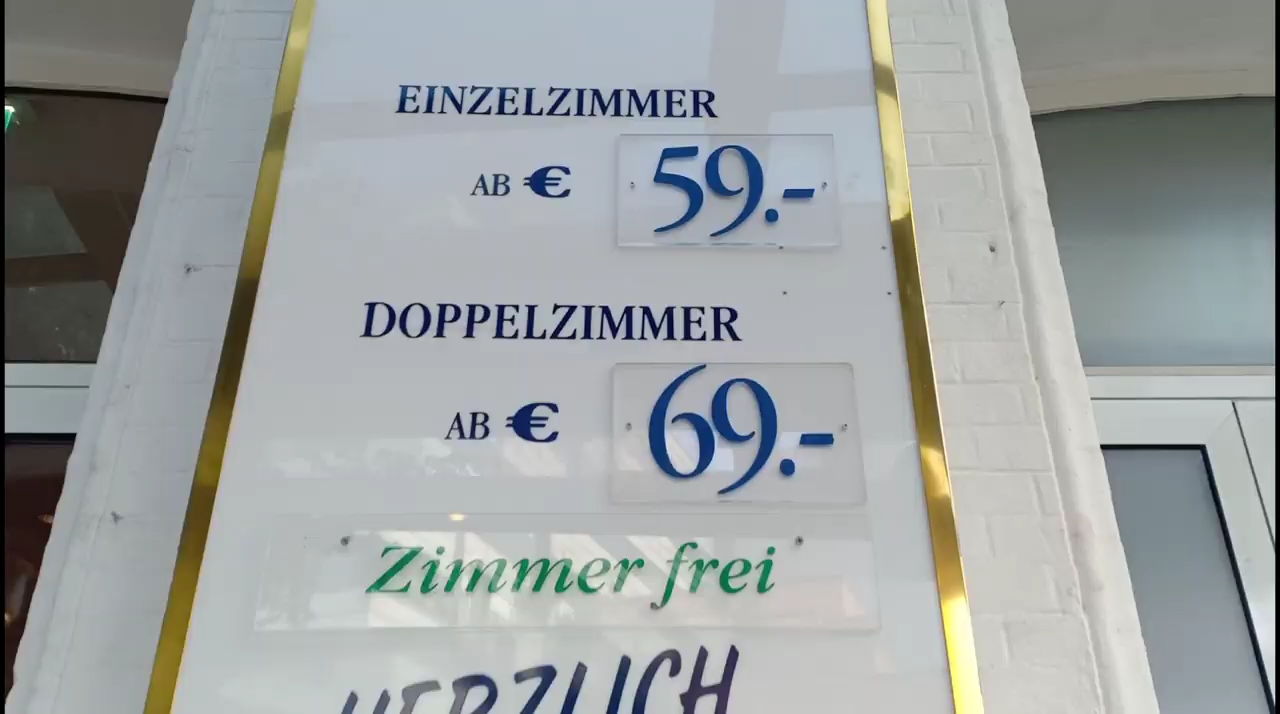 EINZELZIMMER
AB € 59.-
DOPPELZIMMER
AB € 69.-
Zimmer frei
HERZLICH